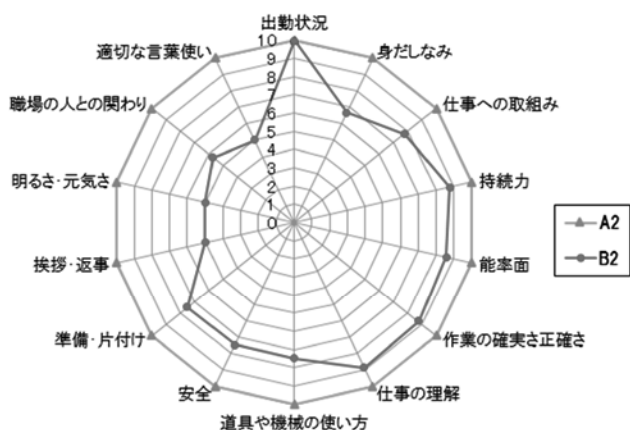 出勤状況
身だしなみ
仕事への取組み
持続力
能率面
作業の確実さ正確さ
仕事の理解
道具や機械の使い方
安全
準備・片付け
挨拶・返事
明るさ・元気さ
職場の人との関わり
適切な言葉使い
10
9
8
7
6
5
4
3
2
1
0
A2
B2